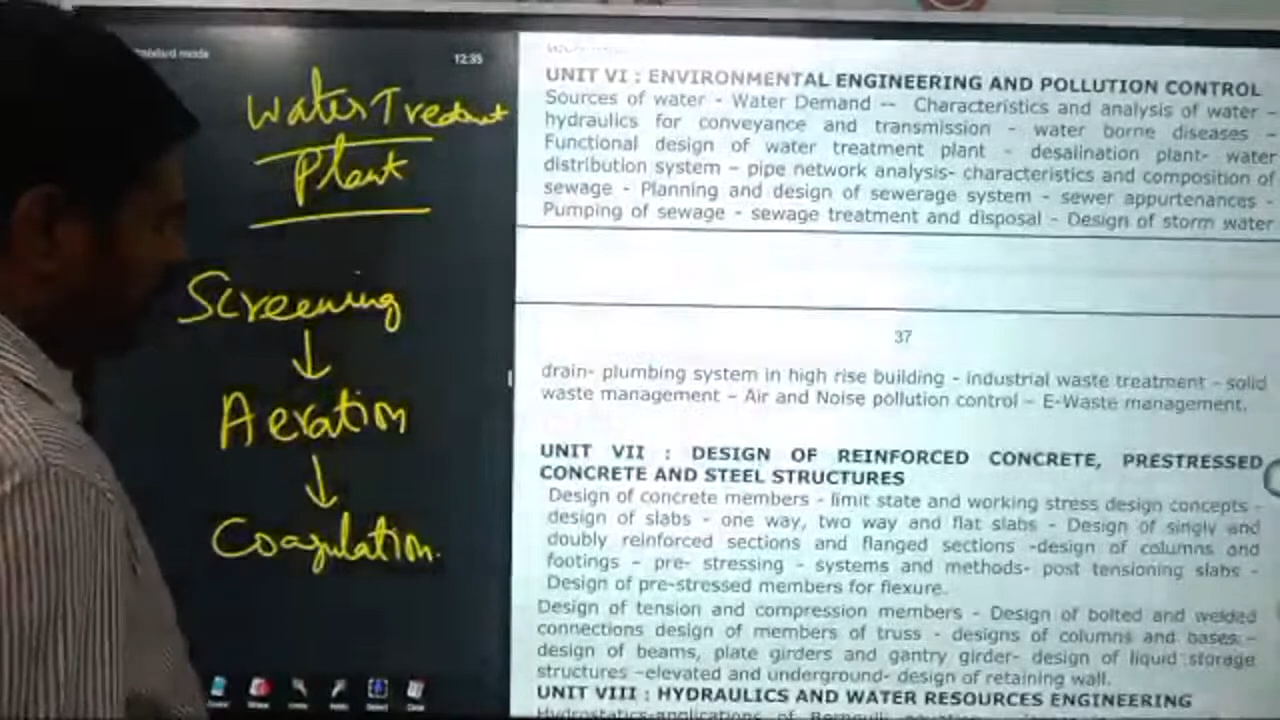 12:35
Water Treatment
Plant
Screening
↓
Aeration
↓
Coagulation.
UNIT VI : ENVIRONMENTAL ENGINEERING AND POLLUTION CONTROL
Sources of water - Water Demand -- Characteristics and analysis of water -
hydraulics for conveyance and transmission - water borne diseases -
Functional design of water treatment plant - desalination plant- water
distribution system – pipe network analysis- characteristics and composition of
sewage - Planning and design of sewerage system - sewer appurtenances -
Pumping of sewage - sewage treatment and disposal - Design of storm water
37
drain- plumbing system in high rise building - industrial waste treatment - solid
waste management – Air and Noise pollution control – E-Waste management.
UNIT VII : DESIGN OF REINFORCED CONCRETE, PRESTRESSED
CONCRETE AND STEEL STRUCTURES
Design of concrete members - limit state and working stress design concepts -
design of slabs - one way, two way and flat slabs - Design of singly and
doubly reinforced sections and flanged sections -design of columns and
footings – pre- stressing - systems and methods- post tensioning slabs -
Design of pre-stressed members for flexure.
Design of tension and compression members - Design of bolted and welded
connections design of members of truss - designs of columns and bases -
design of beams, plate girders and gantry girder- design of liquid storage
structures –elevated and underground- design of retaining wall.
UNIT VIII : HYDRAULICS AND WATER RESOURCES ENGINEERING